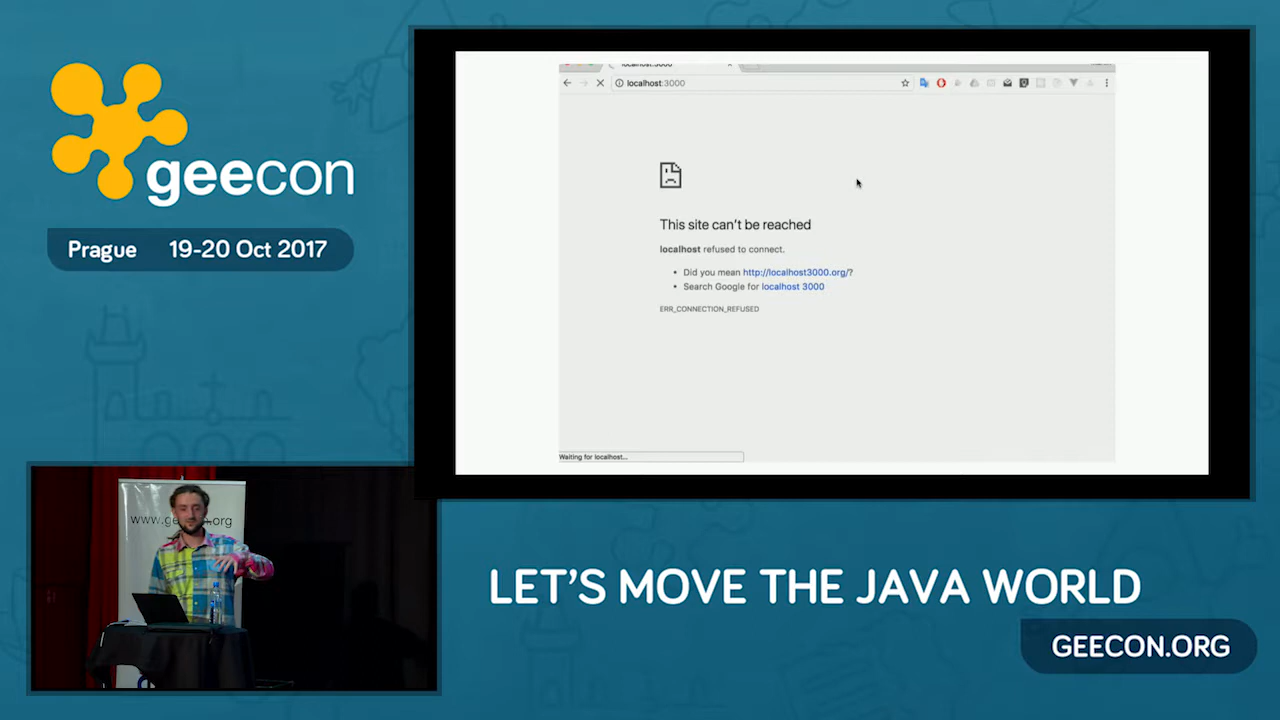 geecon
Prague 19-20 Oct 2017
localhost:3000
localhost:3000
This site can't be reached
localhost refused to connect.
• Did you mean http://localhost3000.org/?
• Search Google for localhost 3000
ERR_CONNECTION_REFUSED
Waiting for localhost...
www.geecon.org
LET'S MOVE THE JAVA WORLD
GEECON.ORG